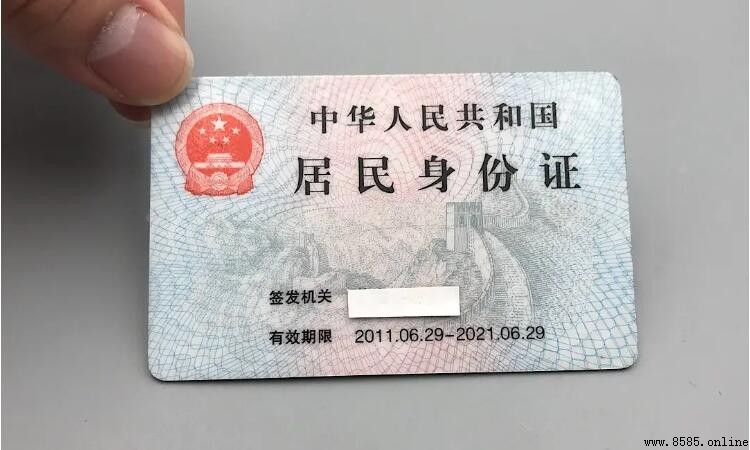 中华人民共和国
居民身份证
签发机关
有效期限 2011.06.29-2021.06.29
www.8585.online